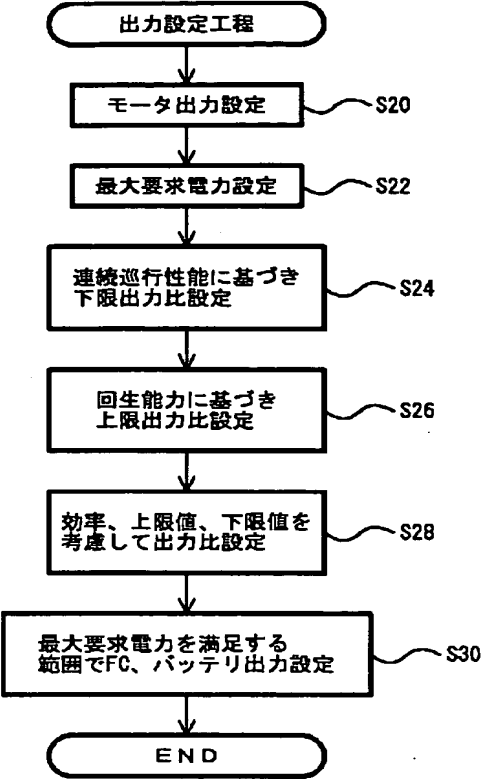 出力設定工程
モータ出力設定
S20
最大要求電力設定
S22
連続巡行性能に基づき
下限出力比設定
S24
回生能力に基づき
上限出力比設定
S26
効率、上限値、下限値を
考慮して出力比設定
S28
最大要求電力を満足する
範囲でFC、バッテリ出力設定
S30
END